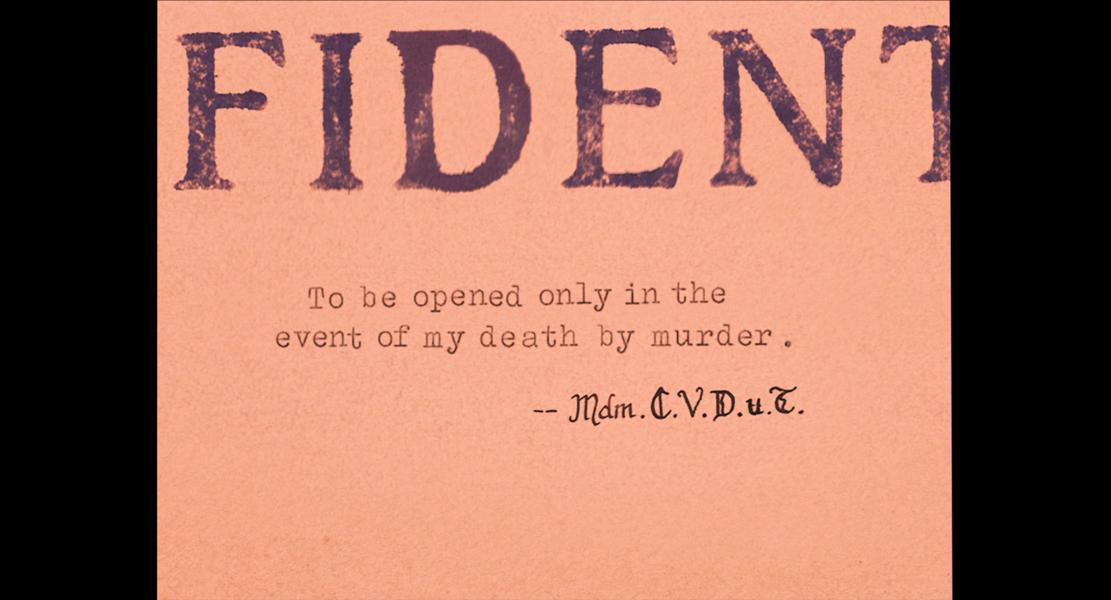 FIDENT
To be opened only in the
event of my death by murder.
-- Mdm. C.V.D.u.T.